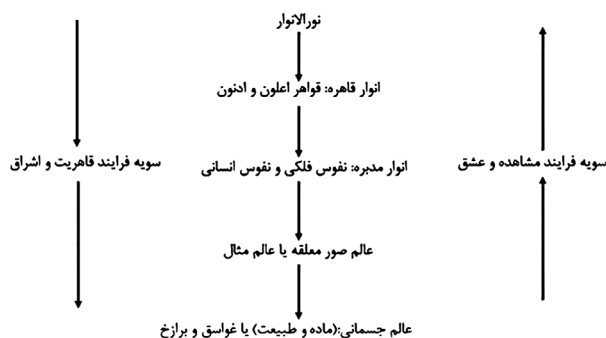 نورالانوار
انوار قاهره: قواهر اعلون و ادنون
سویه فرایند مشاهده و عشق
انوار مدبره: نفوس فلکی و نفوس انسانی
سویه فرایند قاهریت و اشراق
عالم صور معلقه یا عالم مثال
عالم جسمانی:(ماده و طبیعت) یا غواسق و برازخ